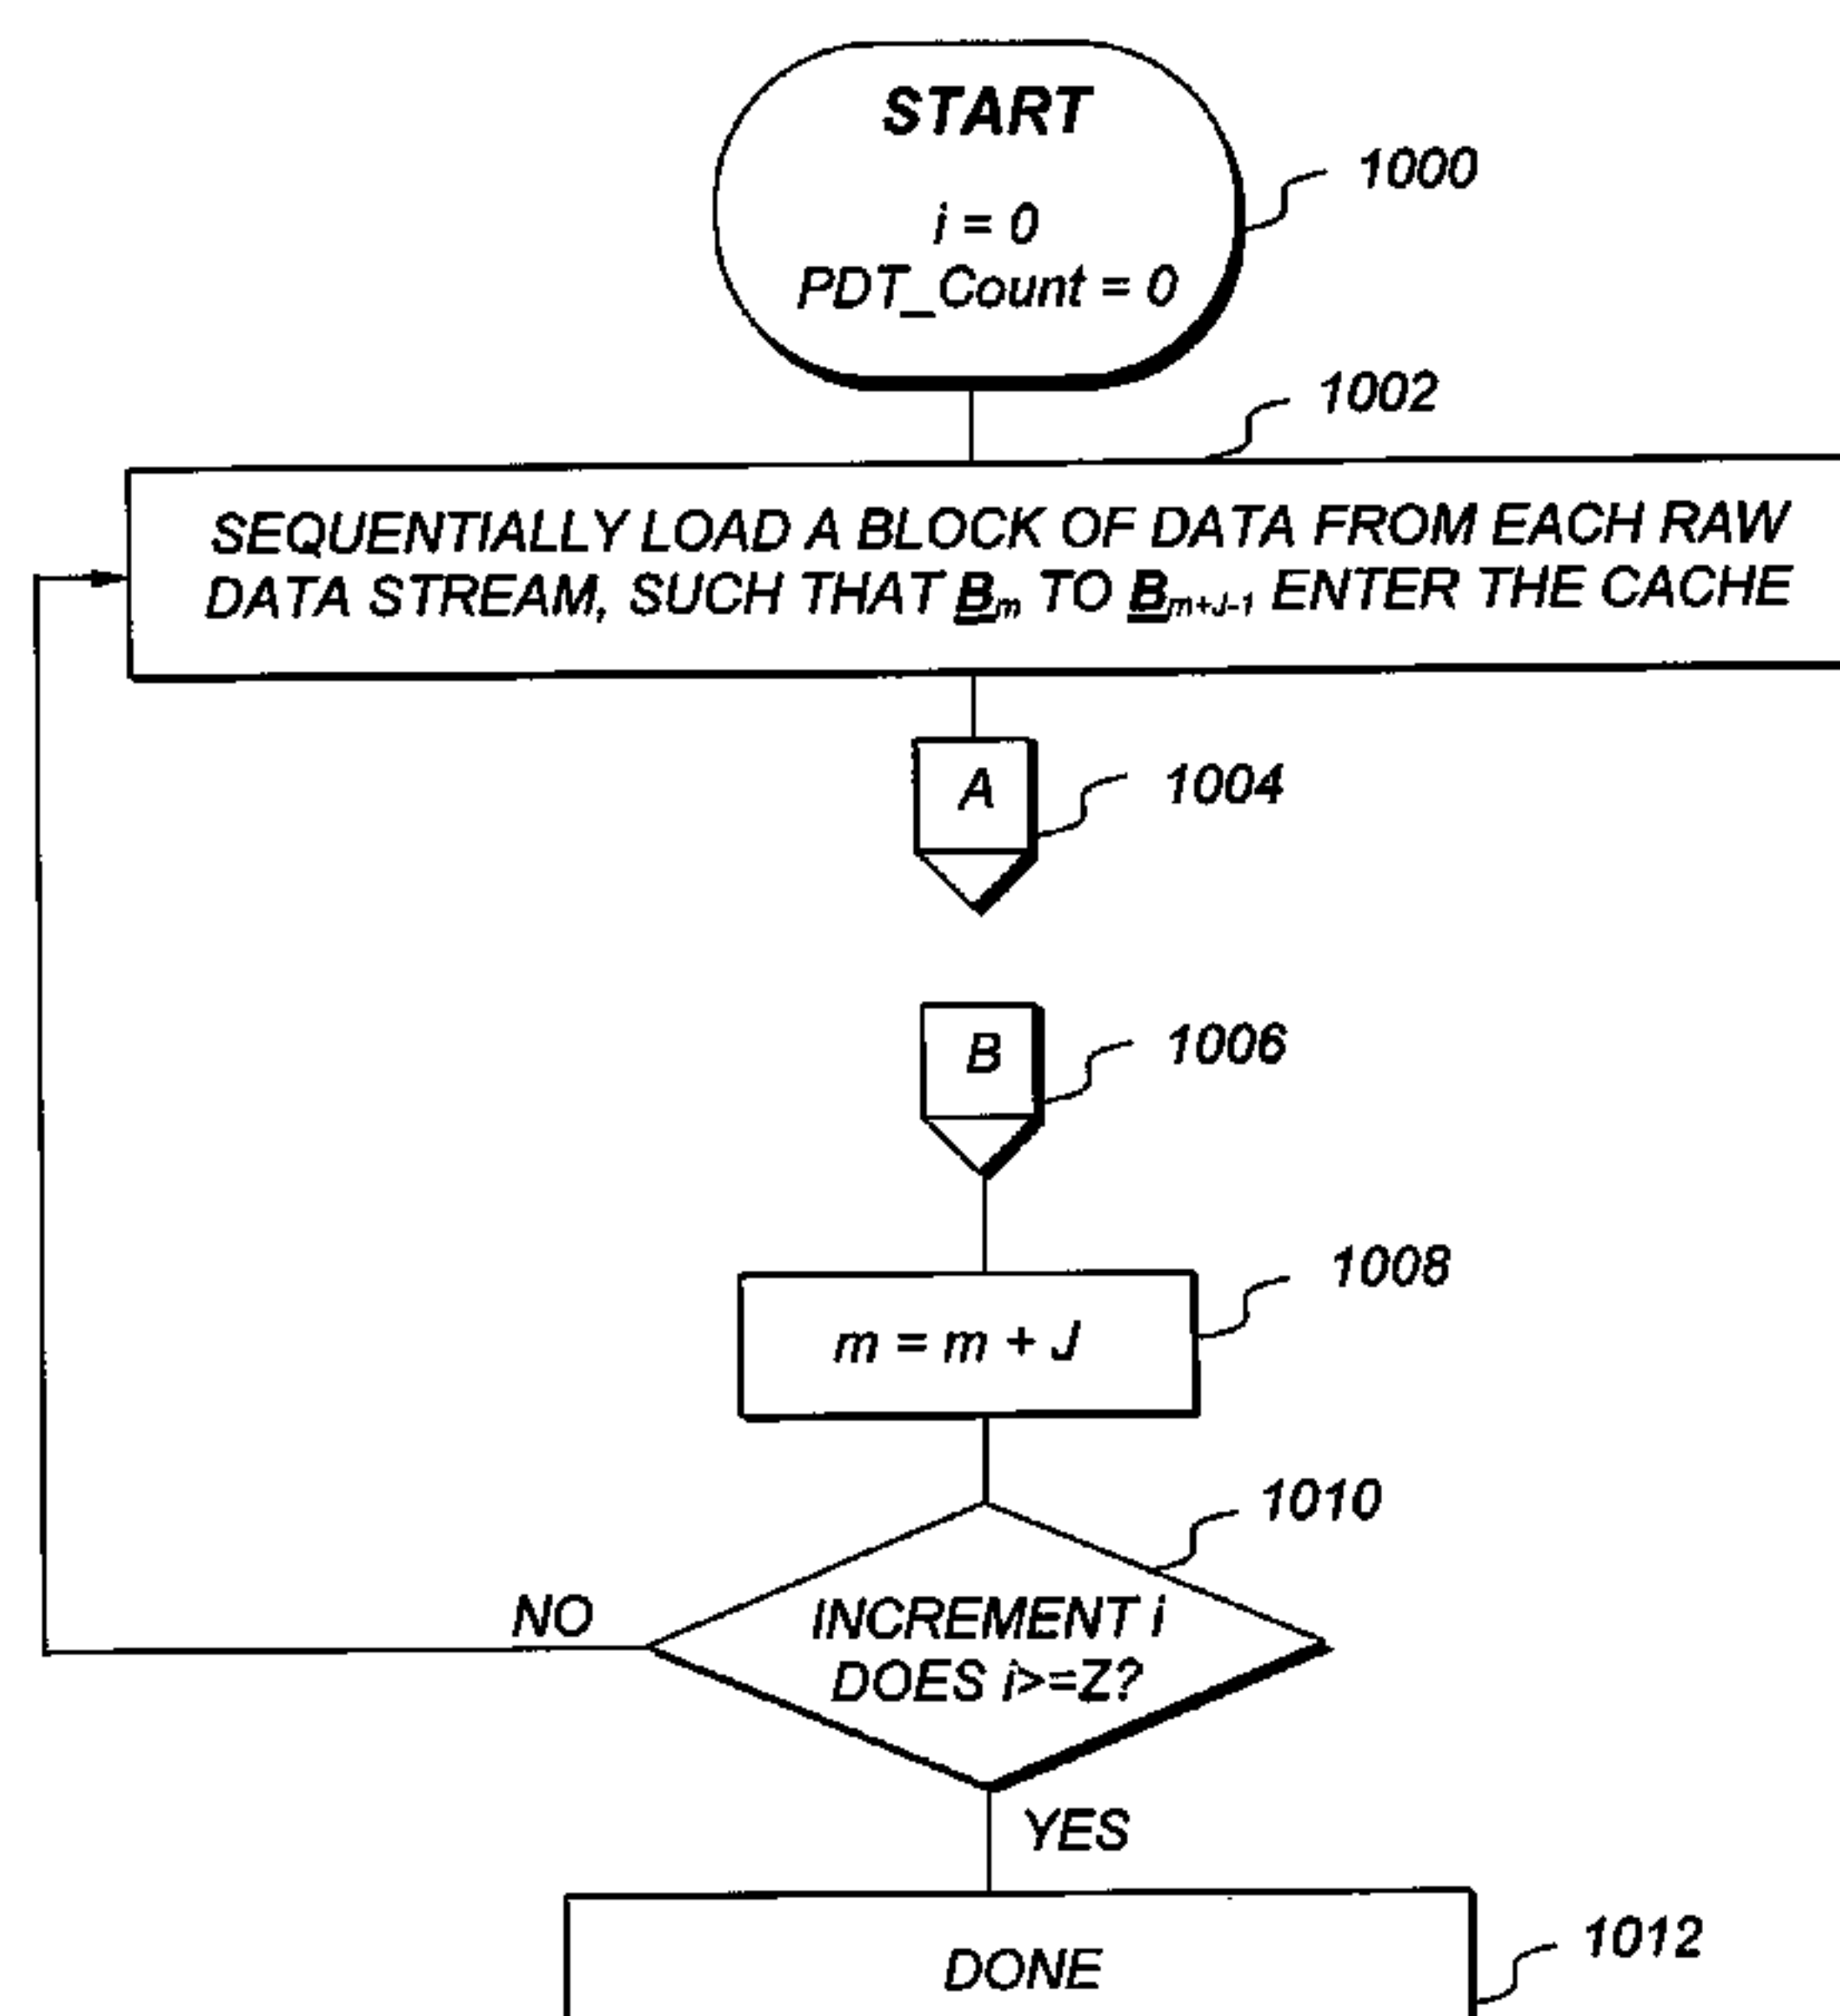 START
i = 0
PDT_Count = 0
1000
1002
SEQUENTIALLY LOAD A BLOCK OF DATA FROM EACH RAW
DATA STREAM, SUCH THAT Bm TO Bm+J-1 ENTER THE CACHE
A
1004
B
1006
1008
m = m + J
1010
NO
INCREMENT i
DOES i>=Z?
YES
DONE
1012